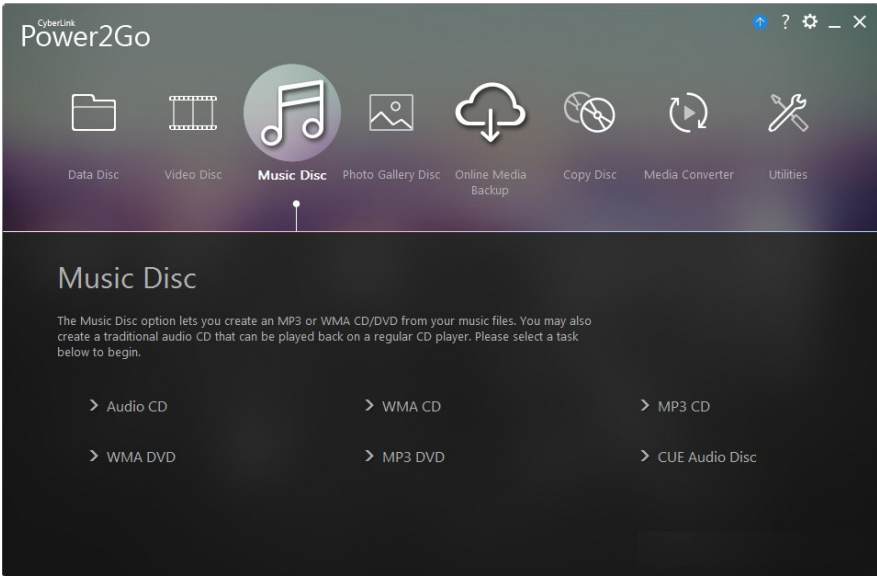 CyberLink
Power2Go
?
Data Disc
Video Disc
Music Disc
Photo Gallery Disc
Online Media
Backup
Copy Disc
Media Converter
Utilities
Music Disc
The Music Disc option lets you create an MP3 or WMA CD/DVD from your music files. You may also
create a traditional audio CD that can be played back on a regular CD player. Please select a task
below to begin.
> Audio CD
> WMA CD
> MP3 CD
> WMA DVD
> MP3 DVD
> CUE Audio Disc